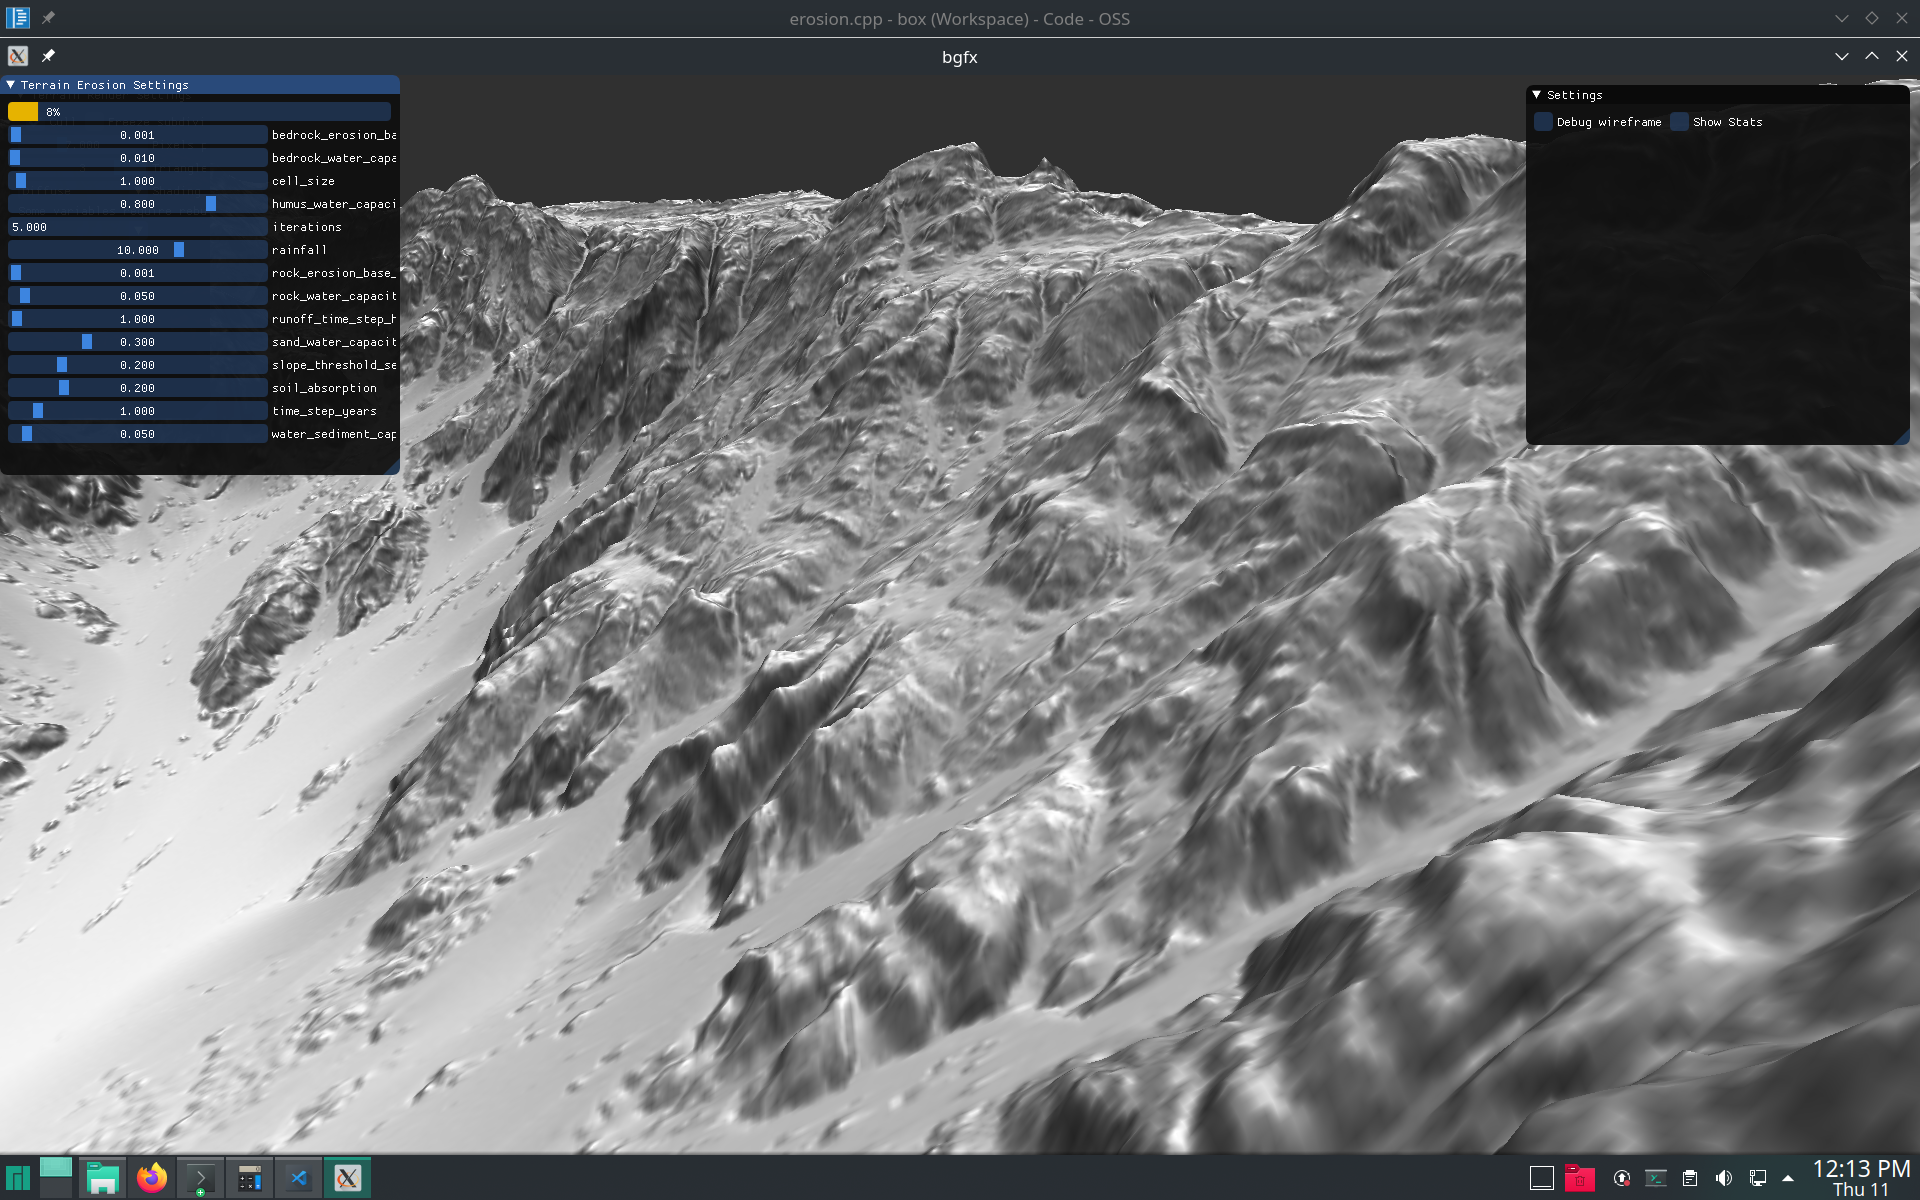 erosion.cpp - box (Workspace) - Code - OSS
bgfx
Terrain Erosion Settings
8%
0.001 bedrock_erosion_ba
0.010 bedrock_water_capa
1.000 cell_size
0.800 humus_water_capaci
5.000 iterations
10.000 rainfall
0.001 rock_erosion_base_
0.050 rock_water_capacit
1.000 runoff_time_step_h
0.300 sand_water_capacit
0.200 slope_threshold_se
0.200 soil_absorption
1.000 time_step_years
0.050 water_sediment_cap
Settings
Debug wireframe Show Stats
12:13 PM
Thu 11